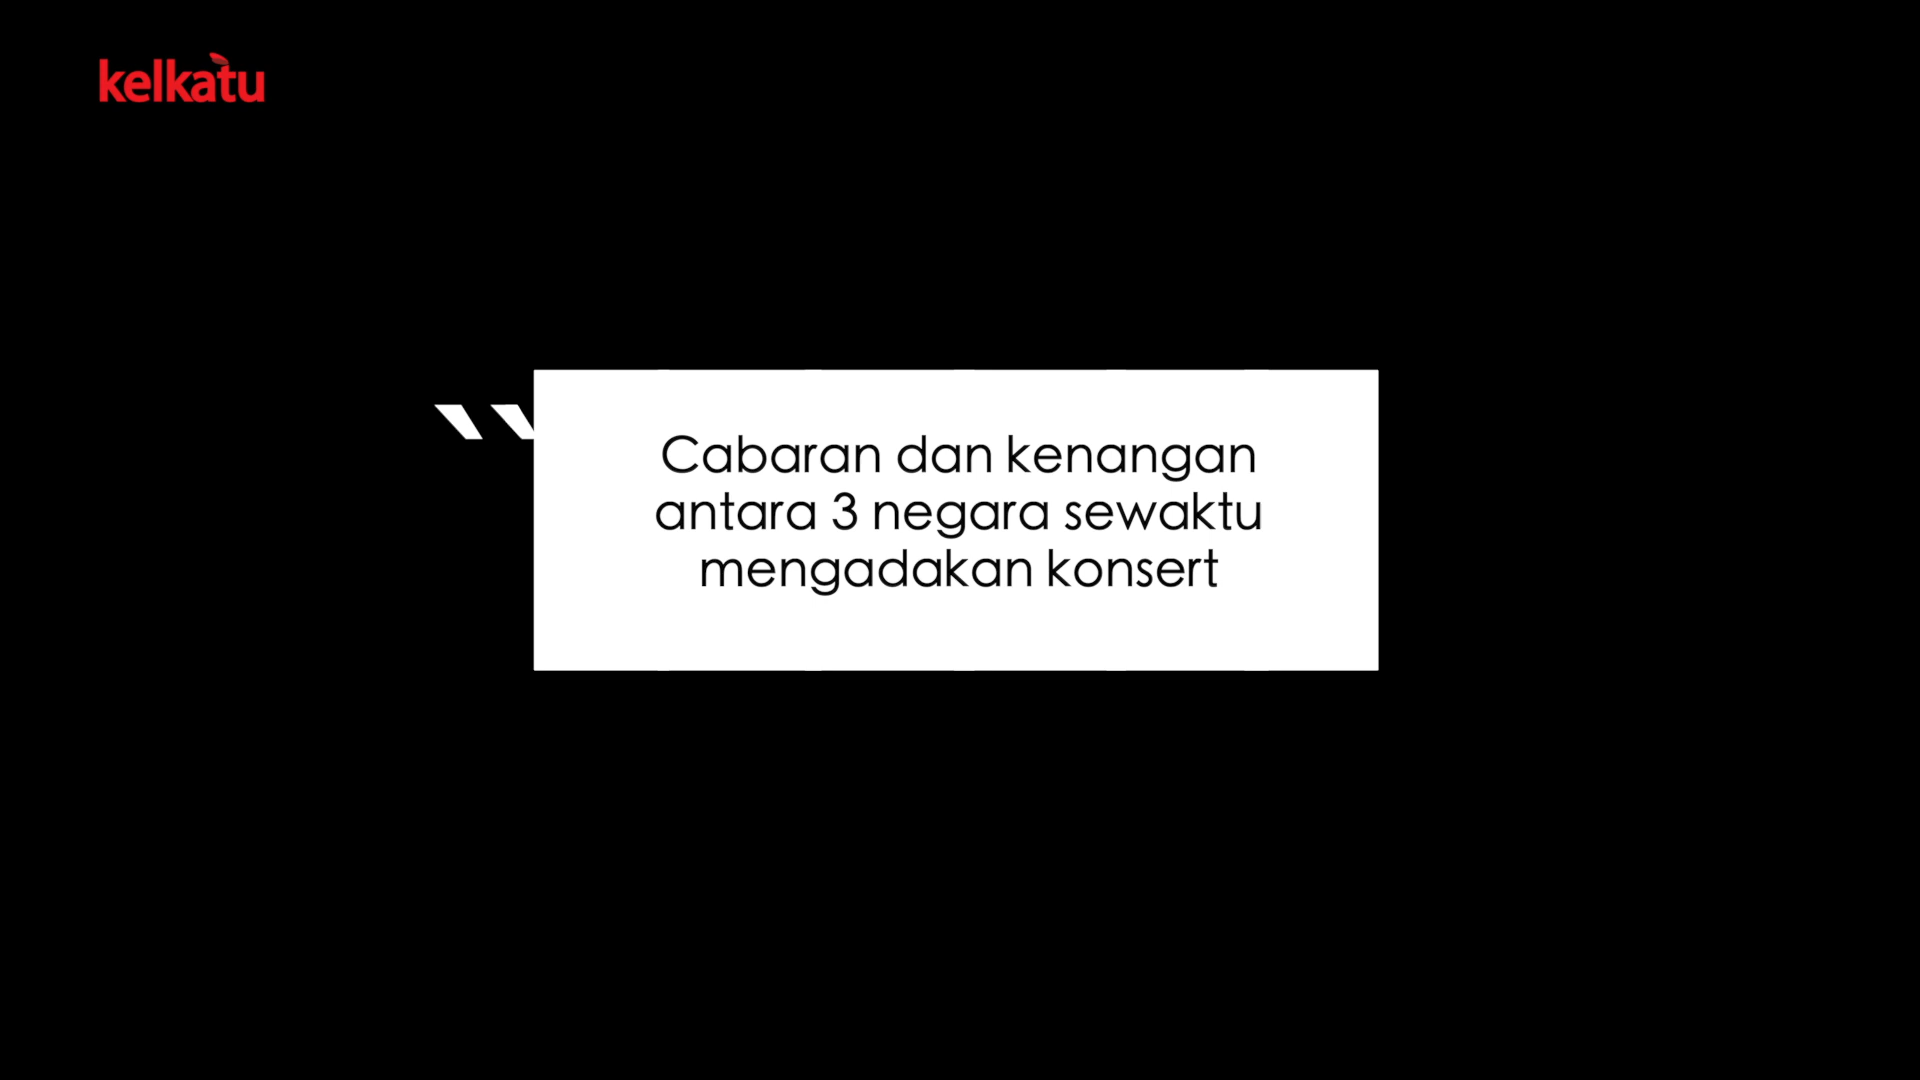 kelkatu
Cabaran dan kenangan
antara 3 negara sewaktu
mengadakan konsert